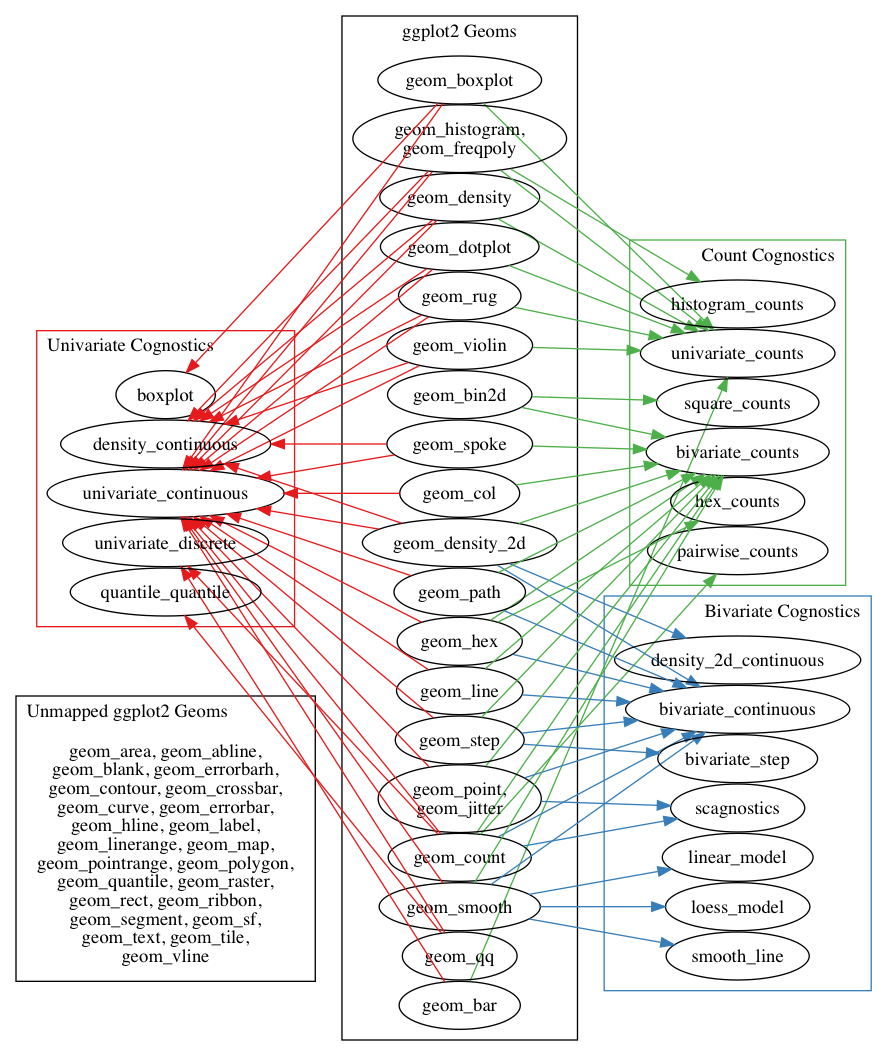 ggplot2 Geoms
geom_boxplot
geom_histogram,
geom_freqpoly
geom_density
geom_dotplot
geom_rug
geom_violin
geom_bin2d
geom_spoke
geom_col
geom_density_2d
geom_path
geom_hex
geom_line
geom_step
geom_point,
geom_jitter
geom_count
geom_smooth
geom_qq
geom_bar
Univariate Cognostics
boxplot
density_continuous
univariate_continuous
univariate_discrete
quantile_quantile
Unmapped ggplot2 Geoms
geom_area, geom_abline,
geom_blank, geom_errorbarh,
geom_contour, geom_crossbar,
geom_curve, geom_errorbar,
geom_hline, geom_label,
geom_linerange, geom_map,
geom_pointrange, geom_polygon,
geom_quantile, geom_raster,
geom_rect, geom_ribbon,
geom_segment, geom_sf,
geom_text, geom_tile,
geom_vline
Count Cognostics
histogram_counts
univariate_counts
square_counts
bivariate_counts
hex_counts
pairwise_counts
Bivariate Cognostics
density_2d_continuous
bivariate_continuous
bivariate_step
scagnostics
linear_model
loess_model
smooth_line